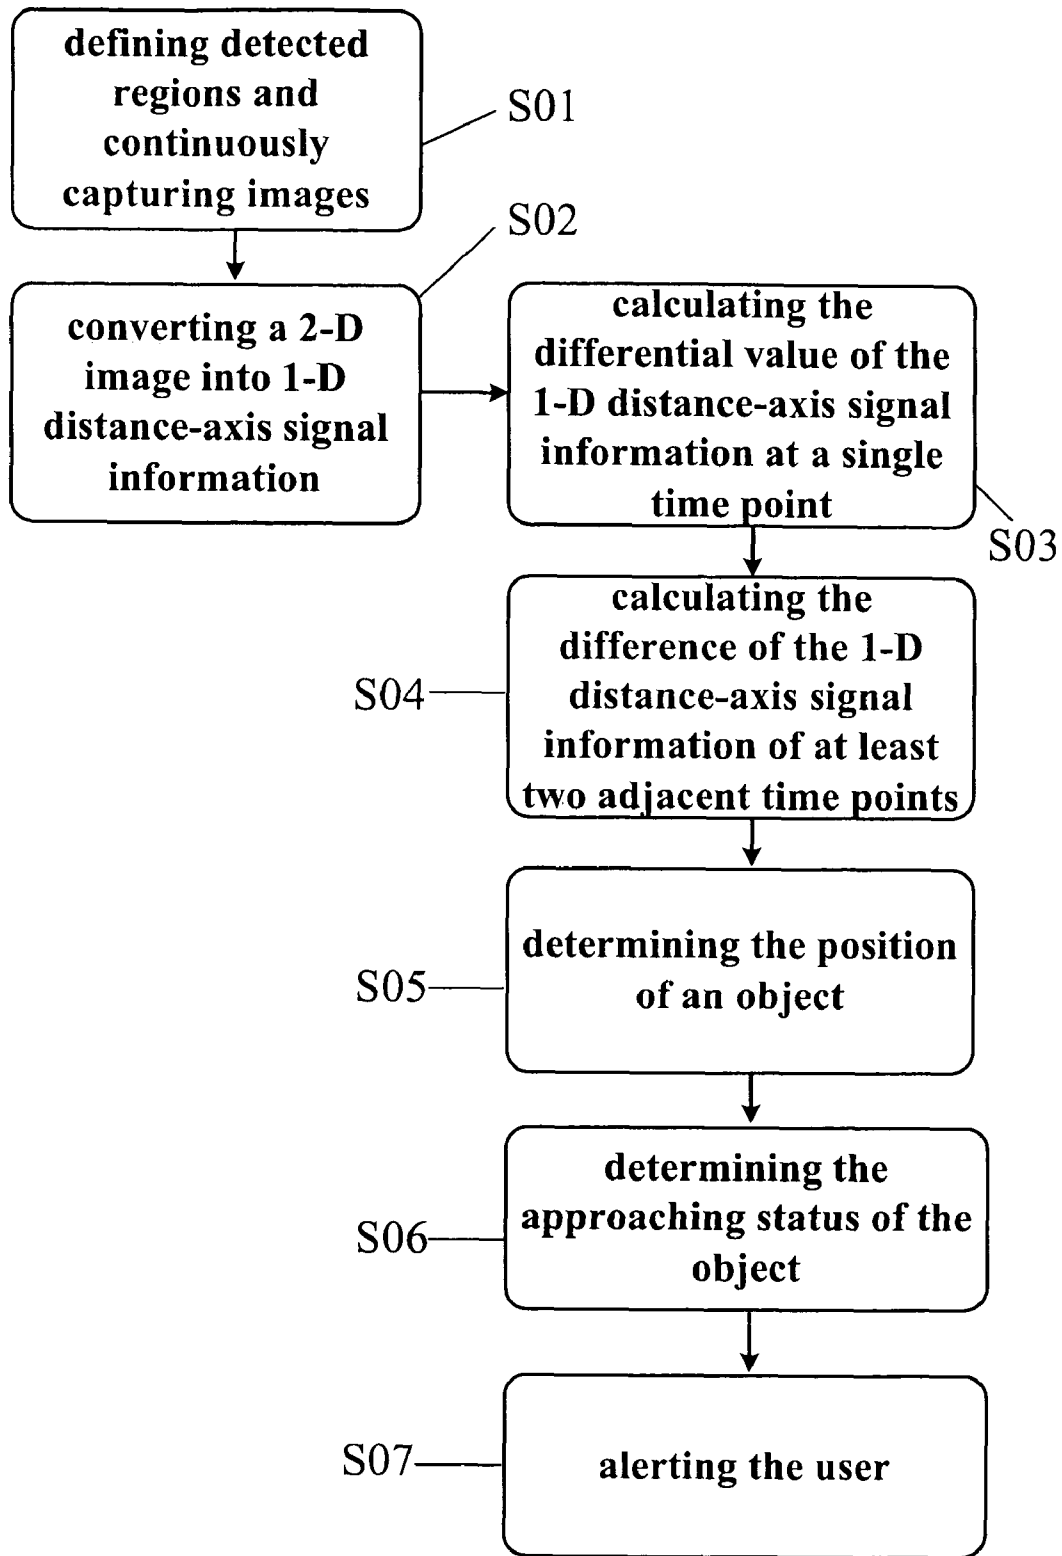 defining detected
regions and
continuously
capturing images
S01
S02
converting a 2-D
image into 1-D
distance-axis signal
information
calculating the
differential value of the
1-D distance-axis signal
information at a single
time point
S03
calculating the
difference of the 1-D
distance-axis signal
information of at least
two adjacent time points
S04
determining the position
of an object
S05
determining the
approaching status of the
object
S06
alerting the user
S07